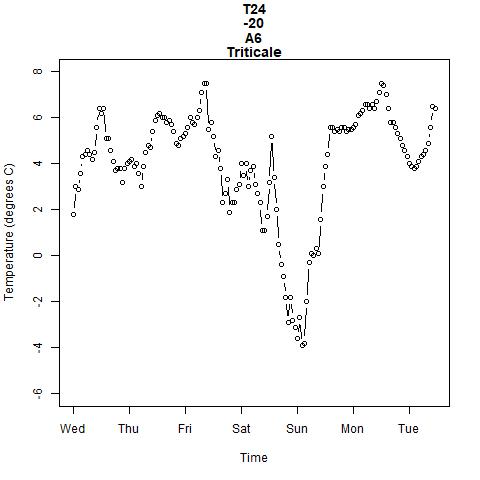 T24
-20
A6
Triticale
8
6
4
2
0
-2
-4
-6
Temperature (degrees C)
Wed Thu Fri Sat Sun Mon Tue
Time